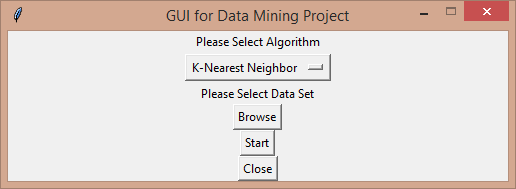 GUI for Data Mining Project
Please Select Algorithm
K-Nearest Neighbor
Please Select Data Set
Browse
Start
Close